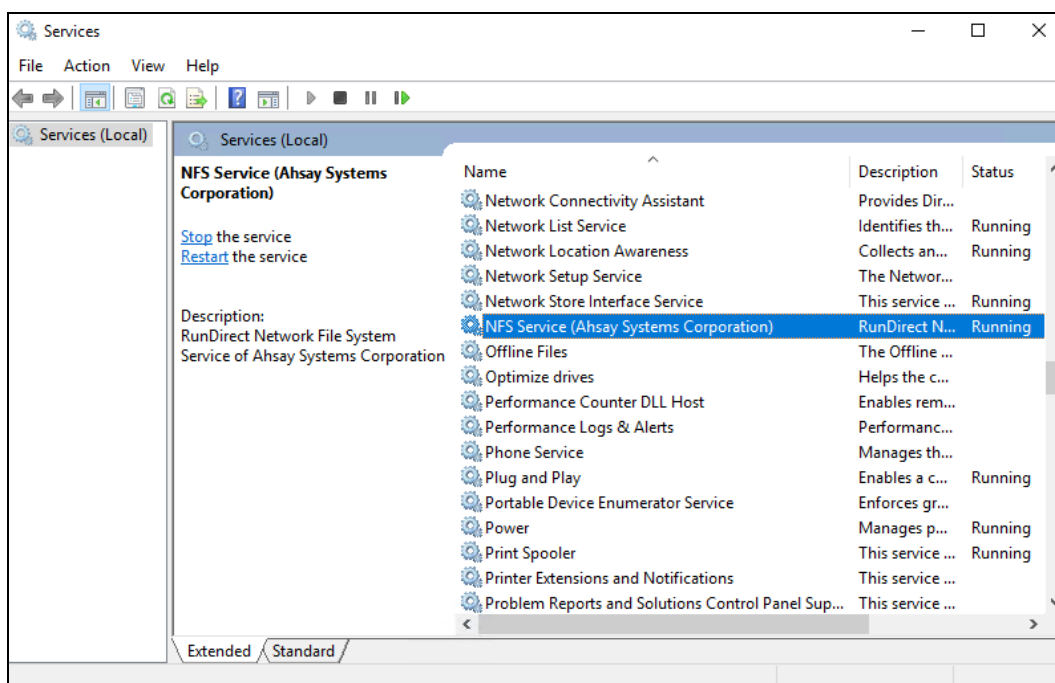 Services
File Action View Help
Services (Local)
Services (Local)
NFS Service (Ahsay Systems
Corporation)
Stop the service
Restart the service
Description:
RunDirect Network File System
Service of Ahsay Systems Corporation
Name Description Status
Network Connectivity Assistant Provides Dir...
Network List Service Identifies th... Running
Network Location Awareness Collects an... Running
Network Setup Service The Networ...
Network Store Interface Service This service ... Running
NFS Service (Ahsay Systems Corporation) RunDirect N... Running
Offline Files The Offline ...
Optimize drives Helps the c...
Performance Counter DLL Host Enables rem...
Performance Logs & Alerts Performanc...
Phone Service Manages th...
Plug and Play Enables a c... Running
Portable Device Enumerator Service Enforces gr...
Power Manages p... Running
Print Spooler This service ... Running
Printer Extensions and Notifications This service ...
Problem Reports and Solutions Control Panel Sup... This service ...
Extended Standard